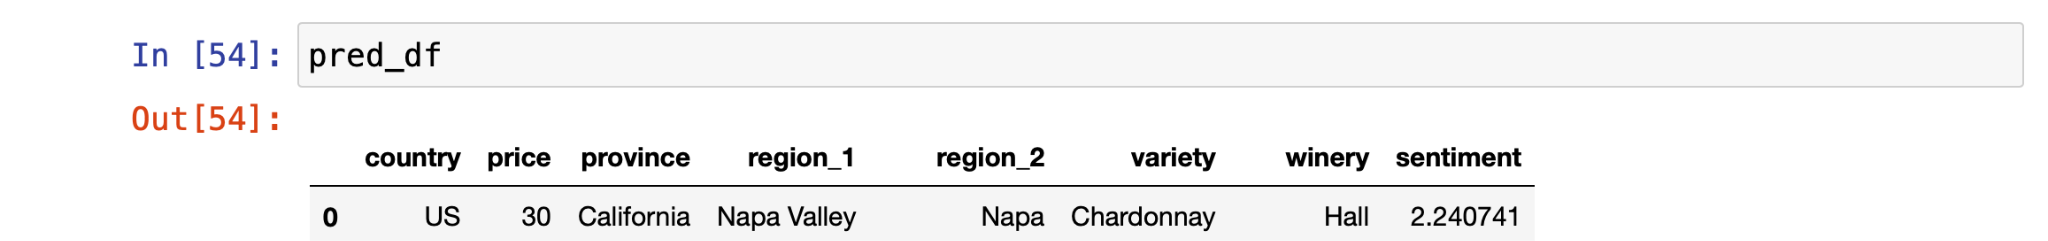 In [54]: pred_df
Out[54]:
country price province region_1 region_2 variety winery sentiment
0 US 30 California Napa Valley Napa Chardonnay Hall 2.240741